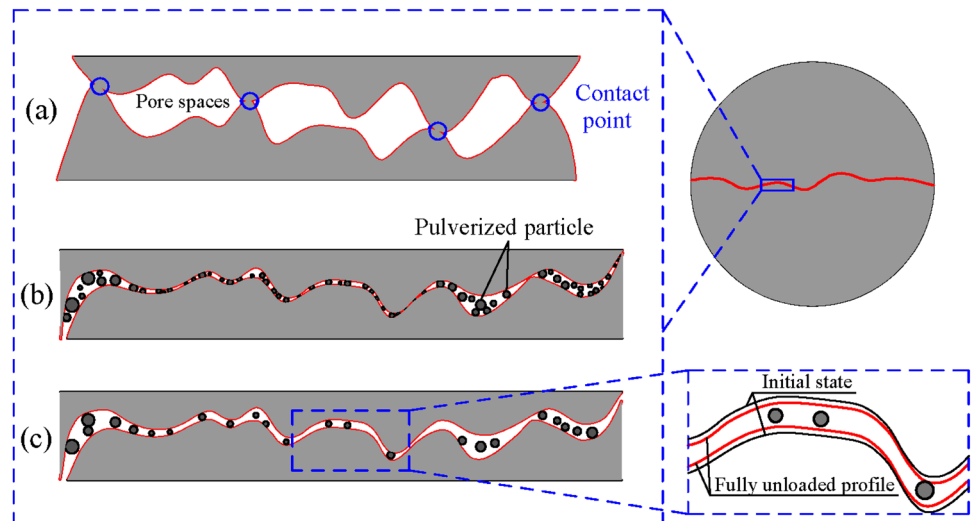 (a)
Pore spaces
Contact
point
Pulverized particle
(b)
(c)
Initial state
Fully unloaded profile